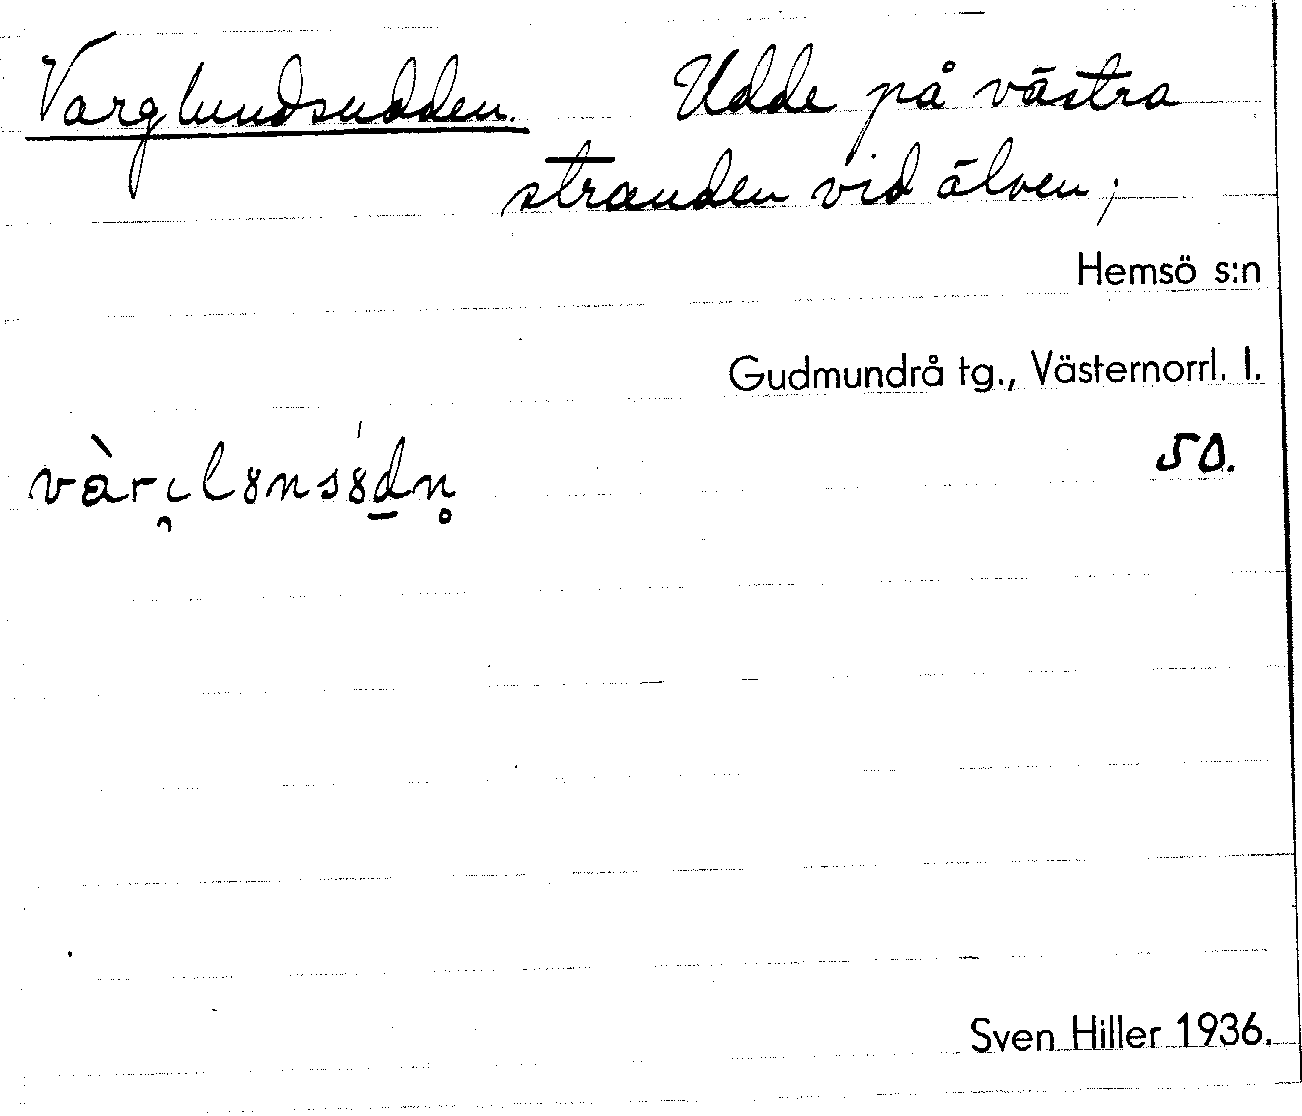 Varglundsudden. Udde på västra
stranden vid älven;
Hemsö s:n
Gudmundrå tg., Västernorrl. l.
50.
Sven Hiller 1936.